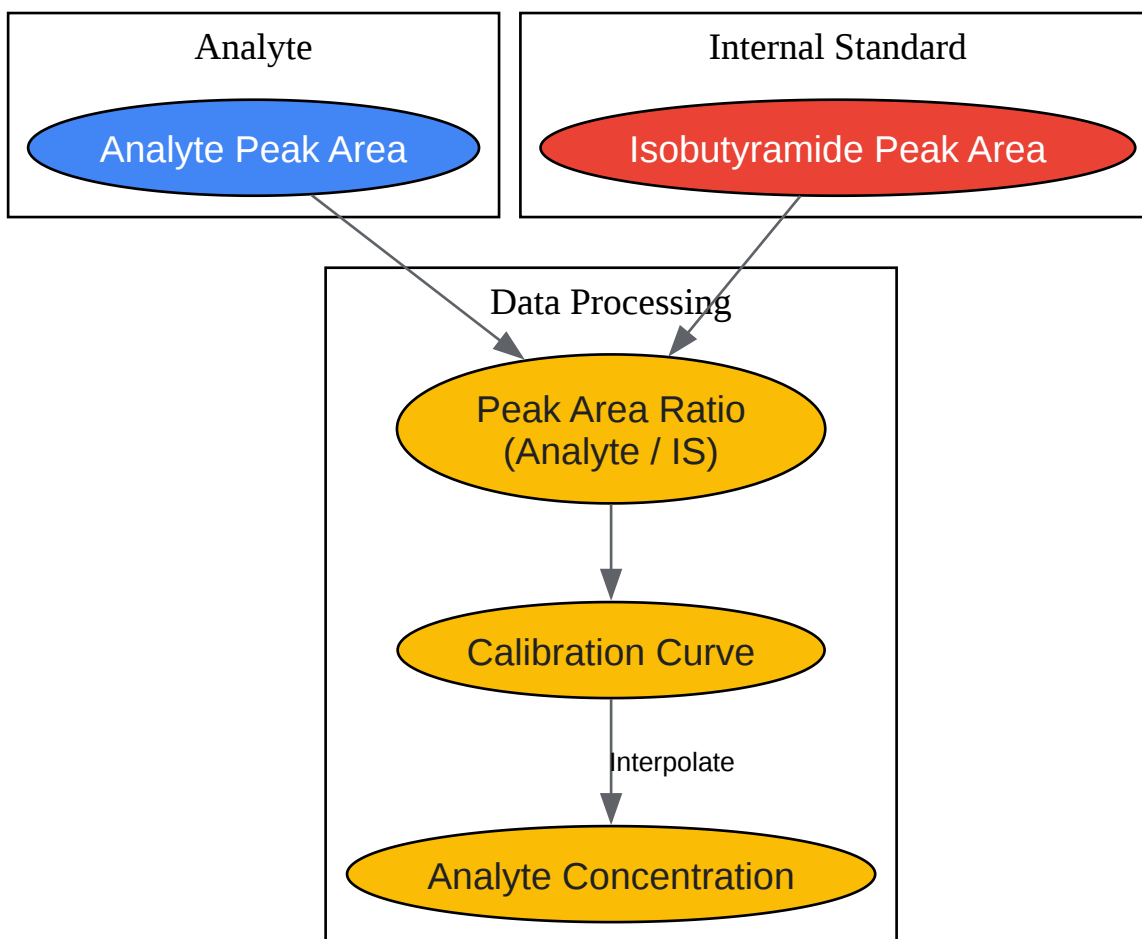 Analyte
Internal Standard
Analyte Peak Area
Isobutyramide Peak Area
Data Processing
Peak Area Ratio
(Analyte / IS)
Calibration Curve
Interpolate
Analyte Concentration